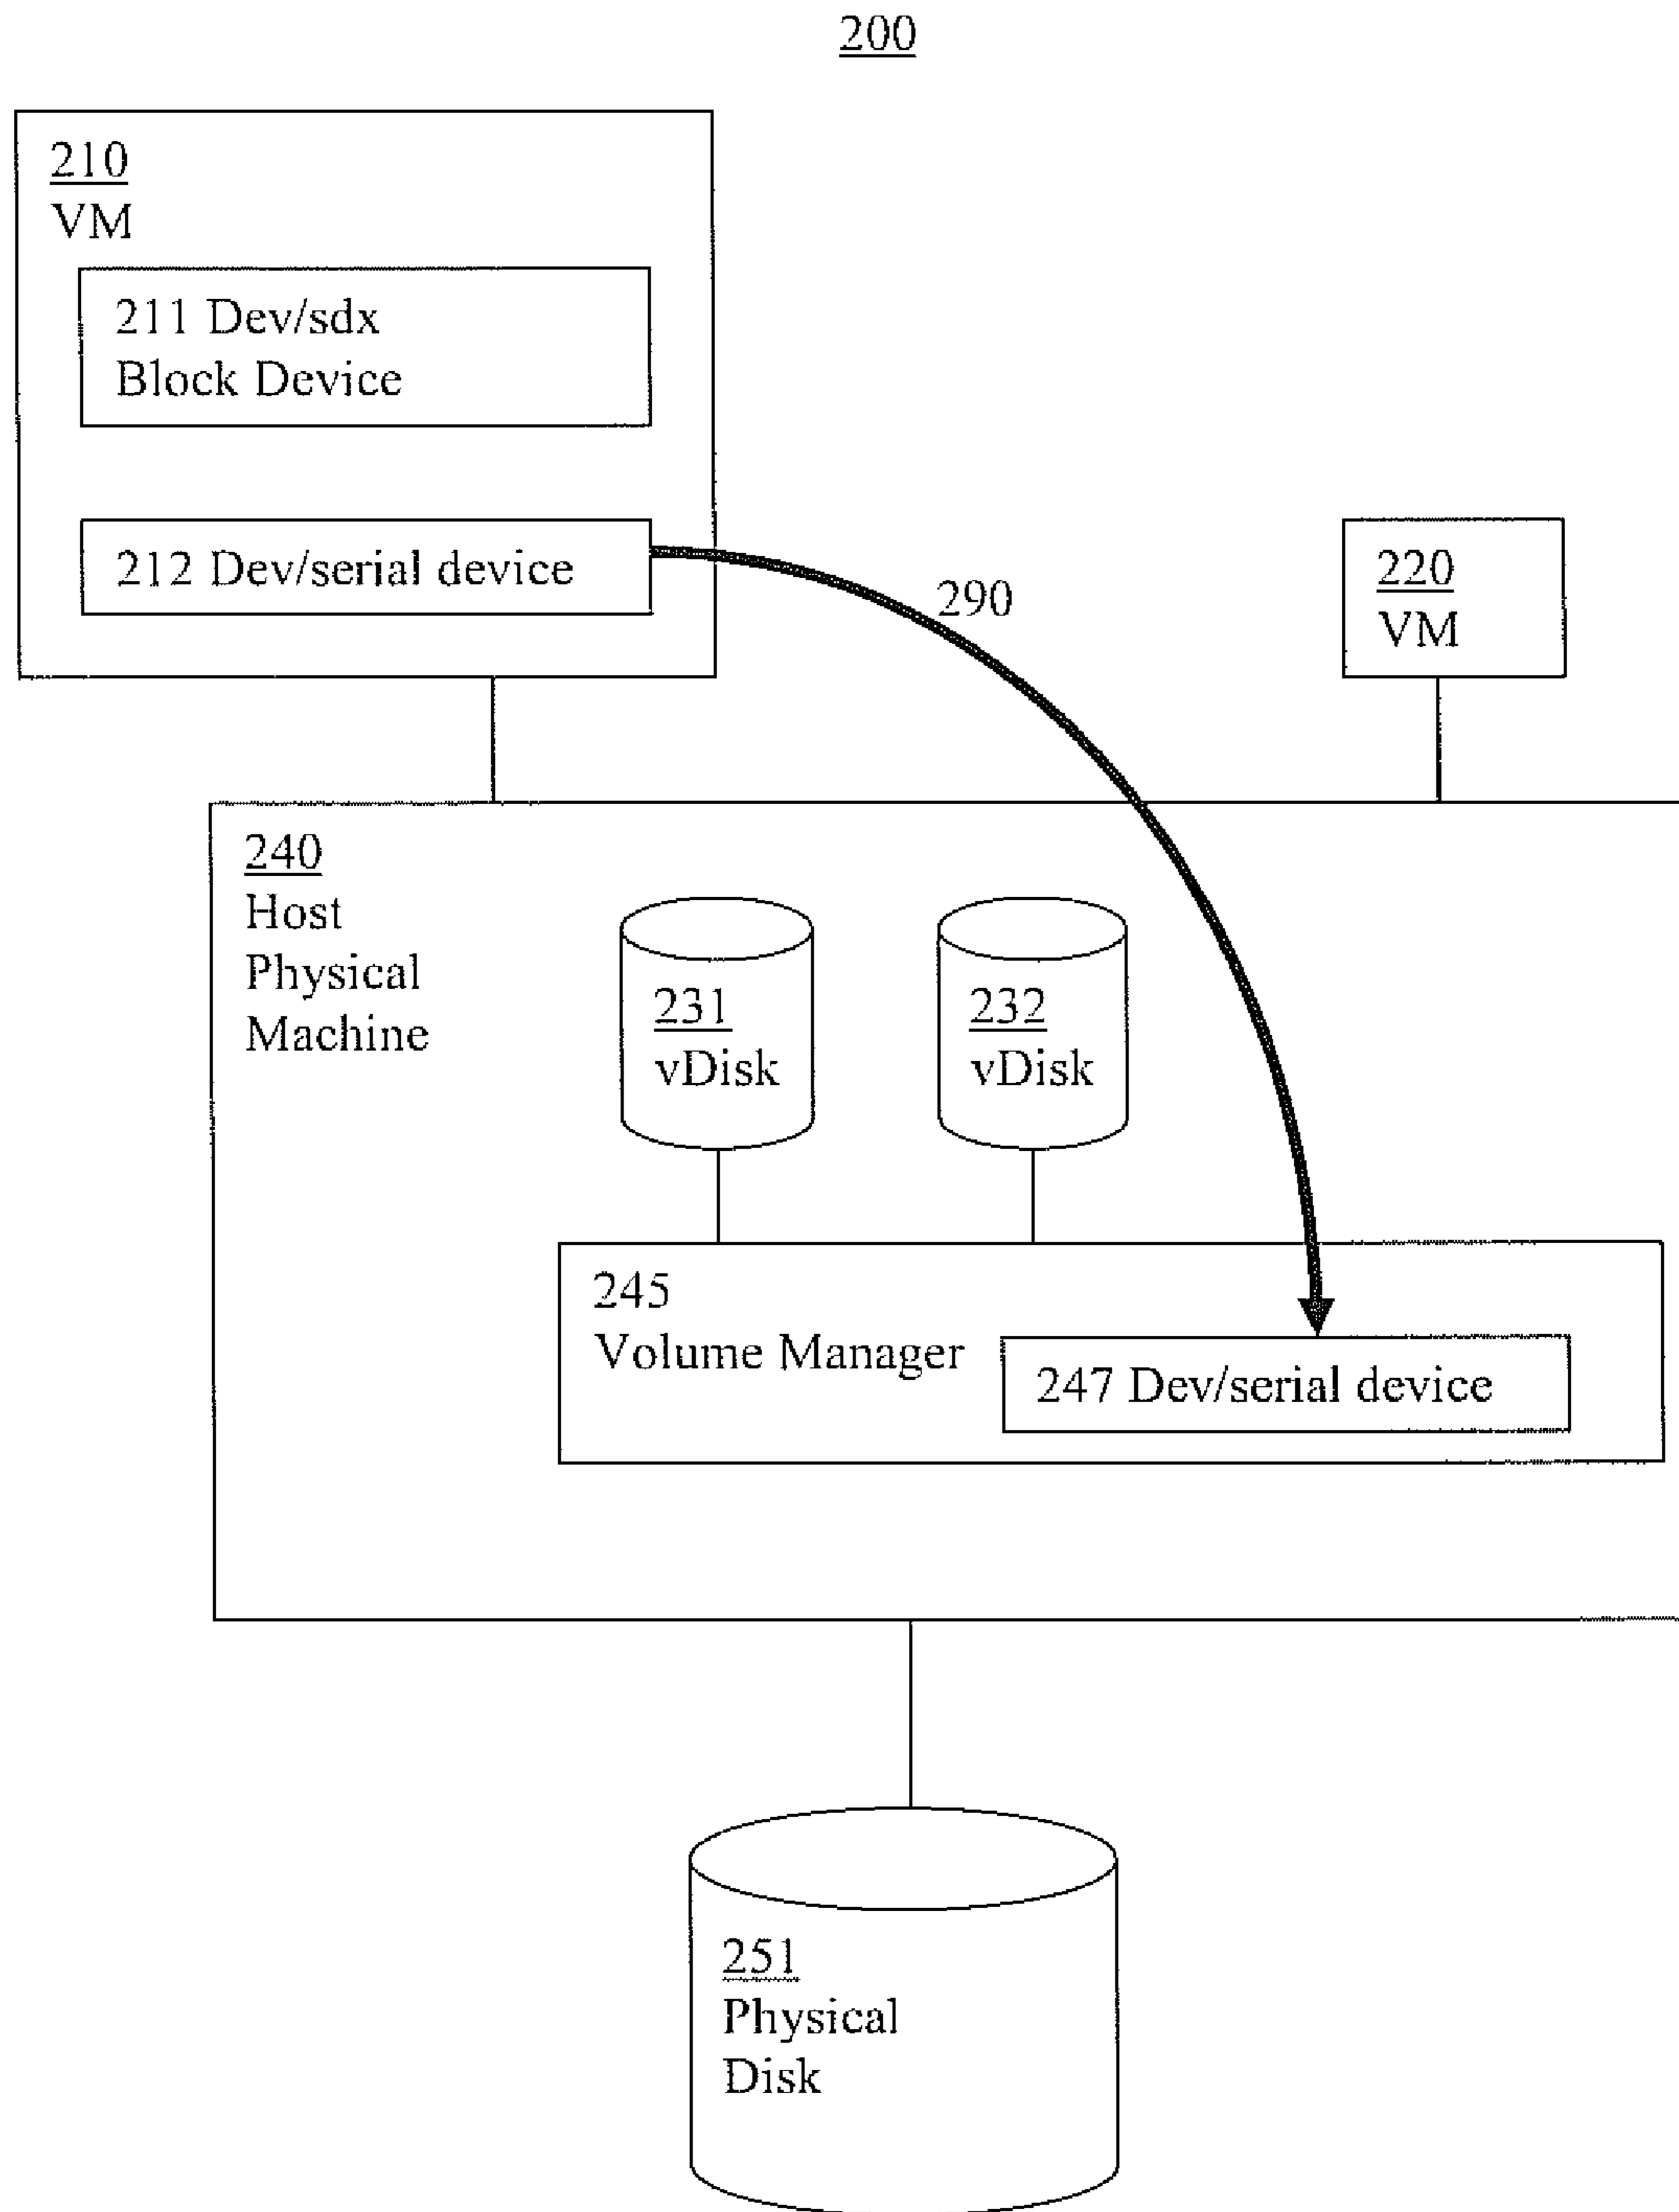 200
210
VM
211 Dev/sdx
Block Device
212 Dev/serial device
290
220
VM
240
Host
Physical
Machine
231
vDisk
232
vDisk
245
Volume Manager
247 Dev/serial device
251
Physical
Disk